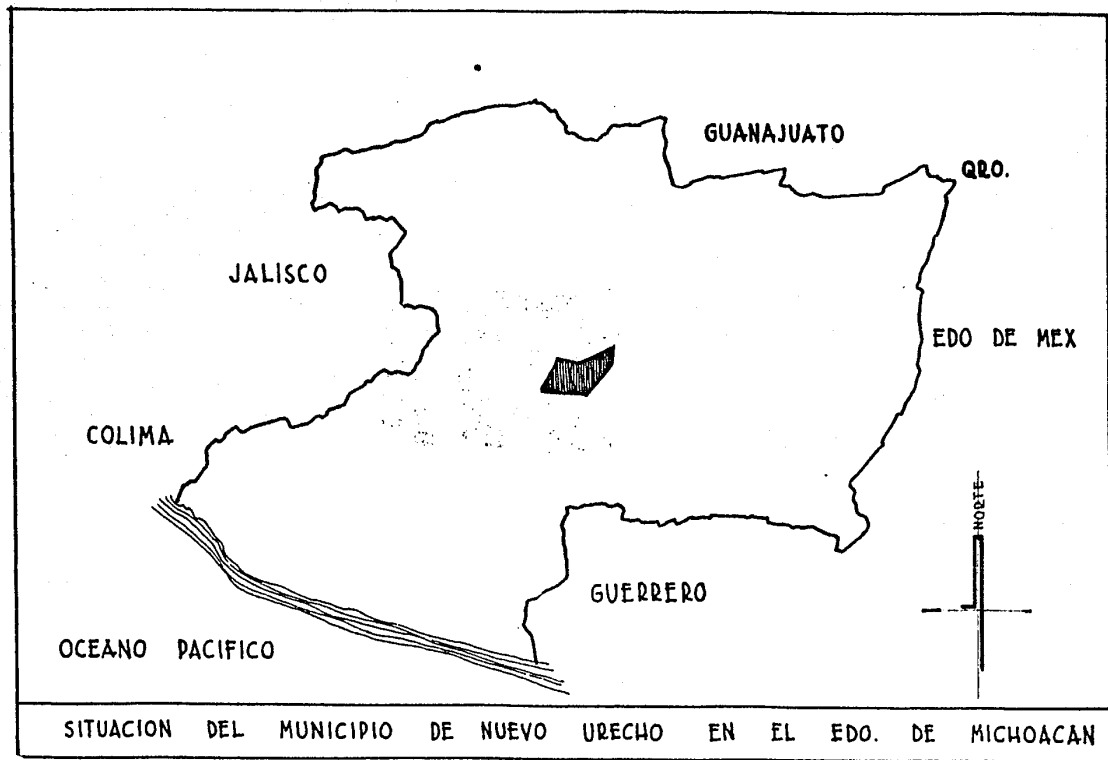 GUANAJUATO
QRO.
JALISCO
EDO DE MEX
COLIMA
NORTE
GUERRERO
OCEANO PACIFICO
SITUACION DEL MUNICIPIO DE NUEVO URECHO EN EL EDO. DE MICHOACAN